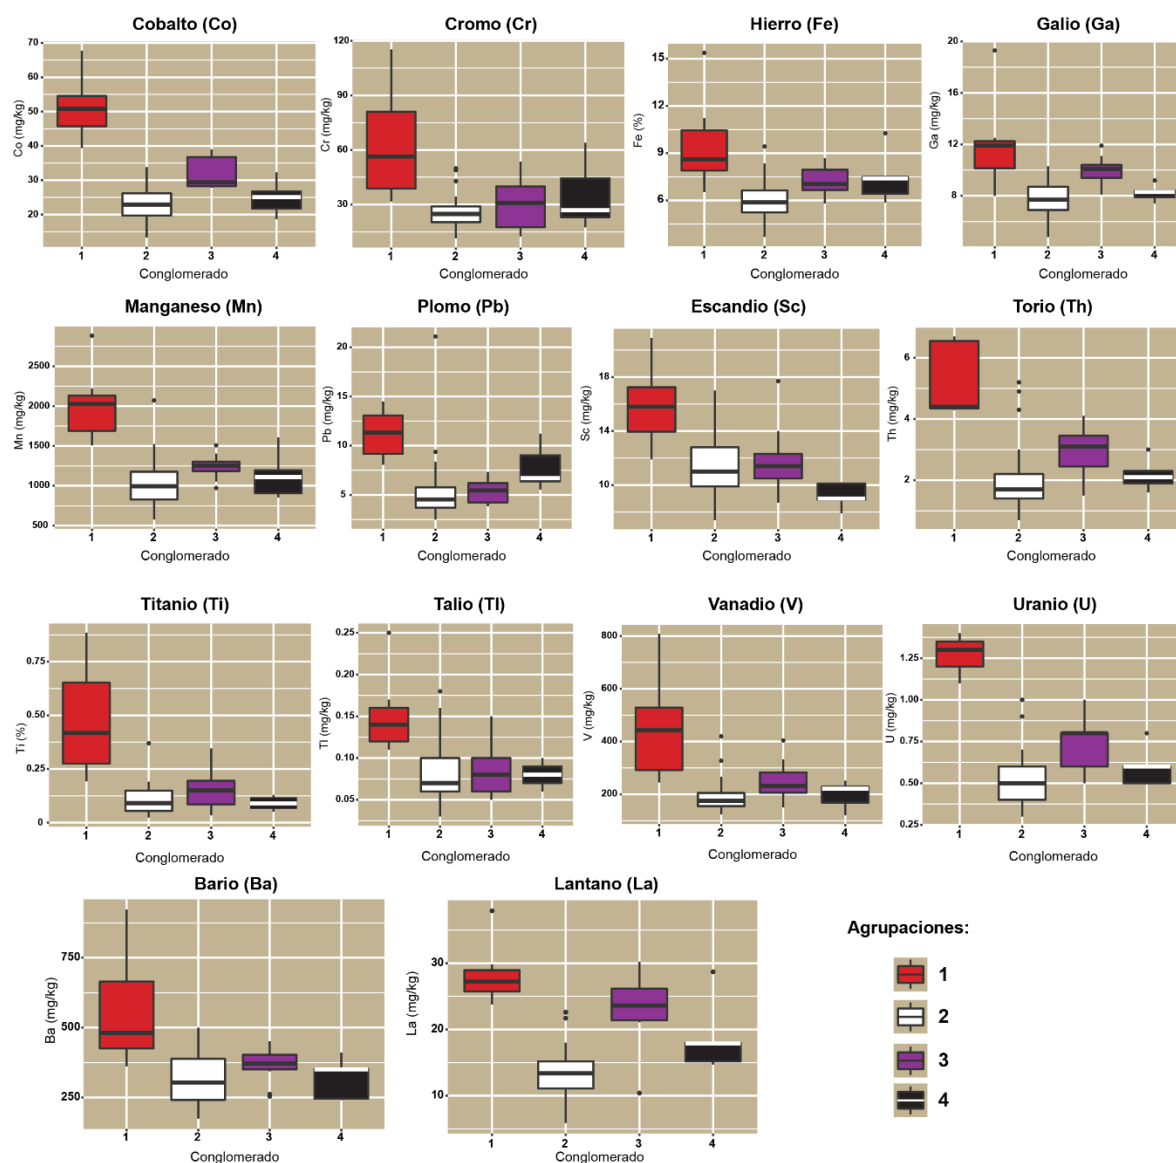 Cobalto (Co)
Cromo (Cr)
Hierro (Fe)
Galio (Ga)
70
60
50
40
30
20
Co (mg/kg)
1 2 3 4
Conglomerado
120
90
60
30
Cr (mg/kg)
1 2 3 4
Conglomerado
15
12
9
6
Fe (%)
1 2 3 4
Conglomerado
20
16
12
8
Ga (mg/kg)
1 2 3 4
Conglomerado
Manganeso (Mn)
Plomo (Pb)
Escandio (Sc)
Torio (Th)
2500
2000
1500
1000
500
Mn (mg/kg)
1 2 3 4
Conglomerado
20
15
10
5
Pb (mg/kg)
1 2 3 4
Conglomerado
18
14
10
Sc (mg/kg)
1 2 3 4
Conglomerado
6
4
2
Th (mg/kg)
1 2 3 4
Conglomerado
Titanio (Ti)
Talio (Tl)
Vanadio (V)
Uranio (U)
0.75
0.50
0.25
0
Ti (%)
1 2 3 4
Conglomerado
0.25
0.20
0.15
0.10
0.05
Tl (mg/kg)
1 2 3 4
Conglomerado
800
600
400
200
V (mg/kg)
1 2 3 4
Conglomerado
1.25
1.00
0.75
0.50
0.25
U (mg/kg)
1 2 3 4
Conglomerado
Bario (Ba)
Lantano (La)
750
500
250
Ba (mg/kg)
1 2 3 4
Conglomerado
30
20
10
La (mg/kg)
1 2 3 4
Conglomerado
Agrupaciones:
1
2
3
4